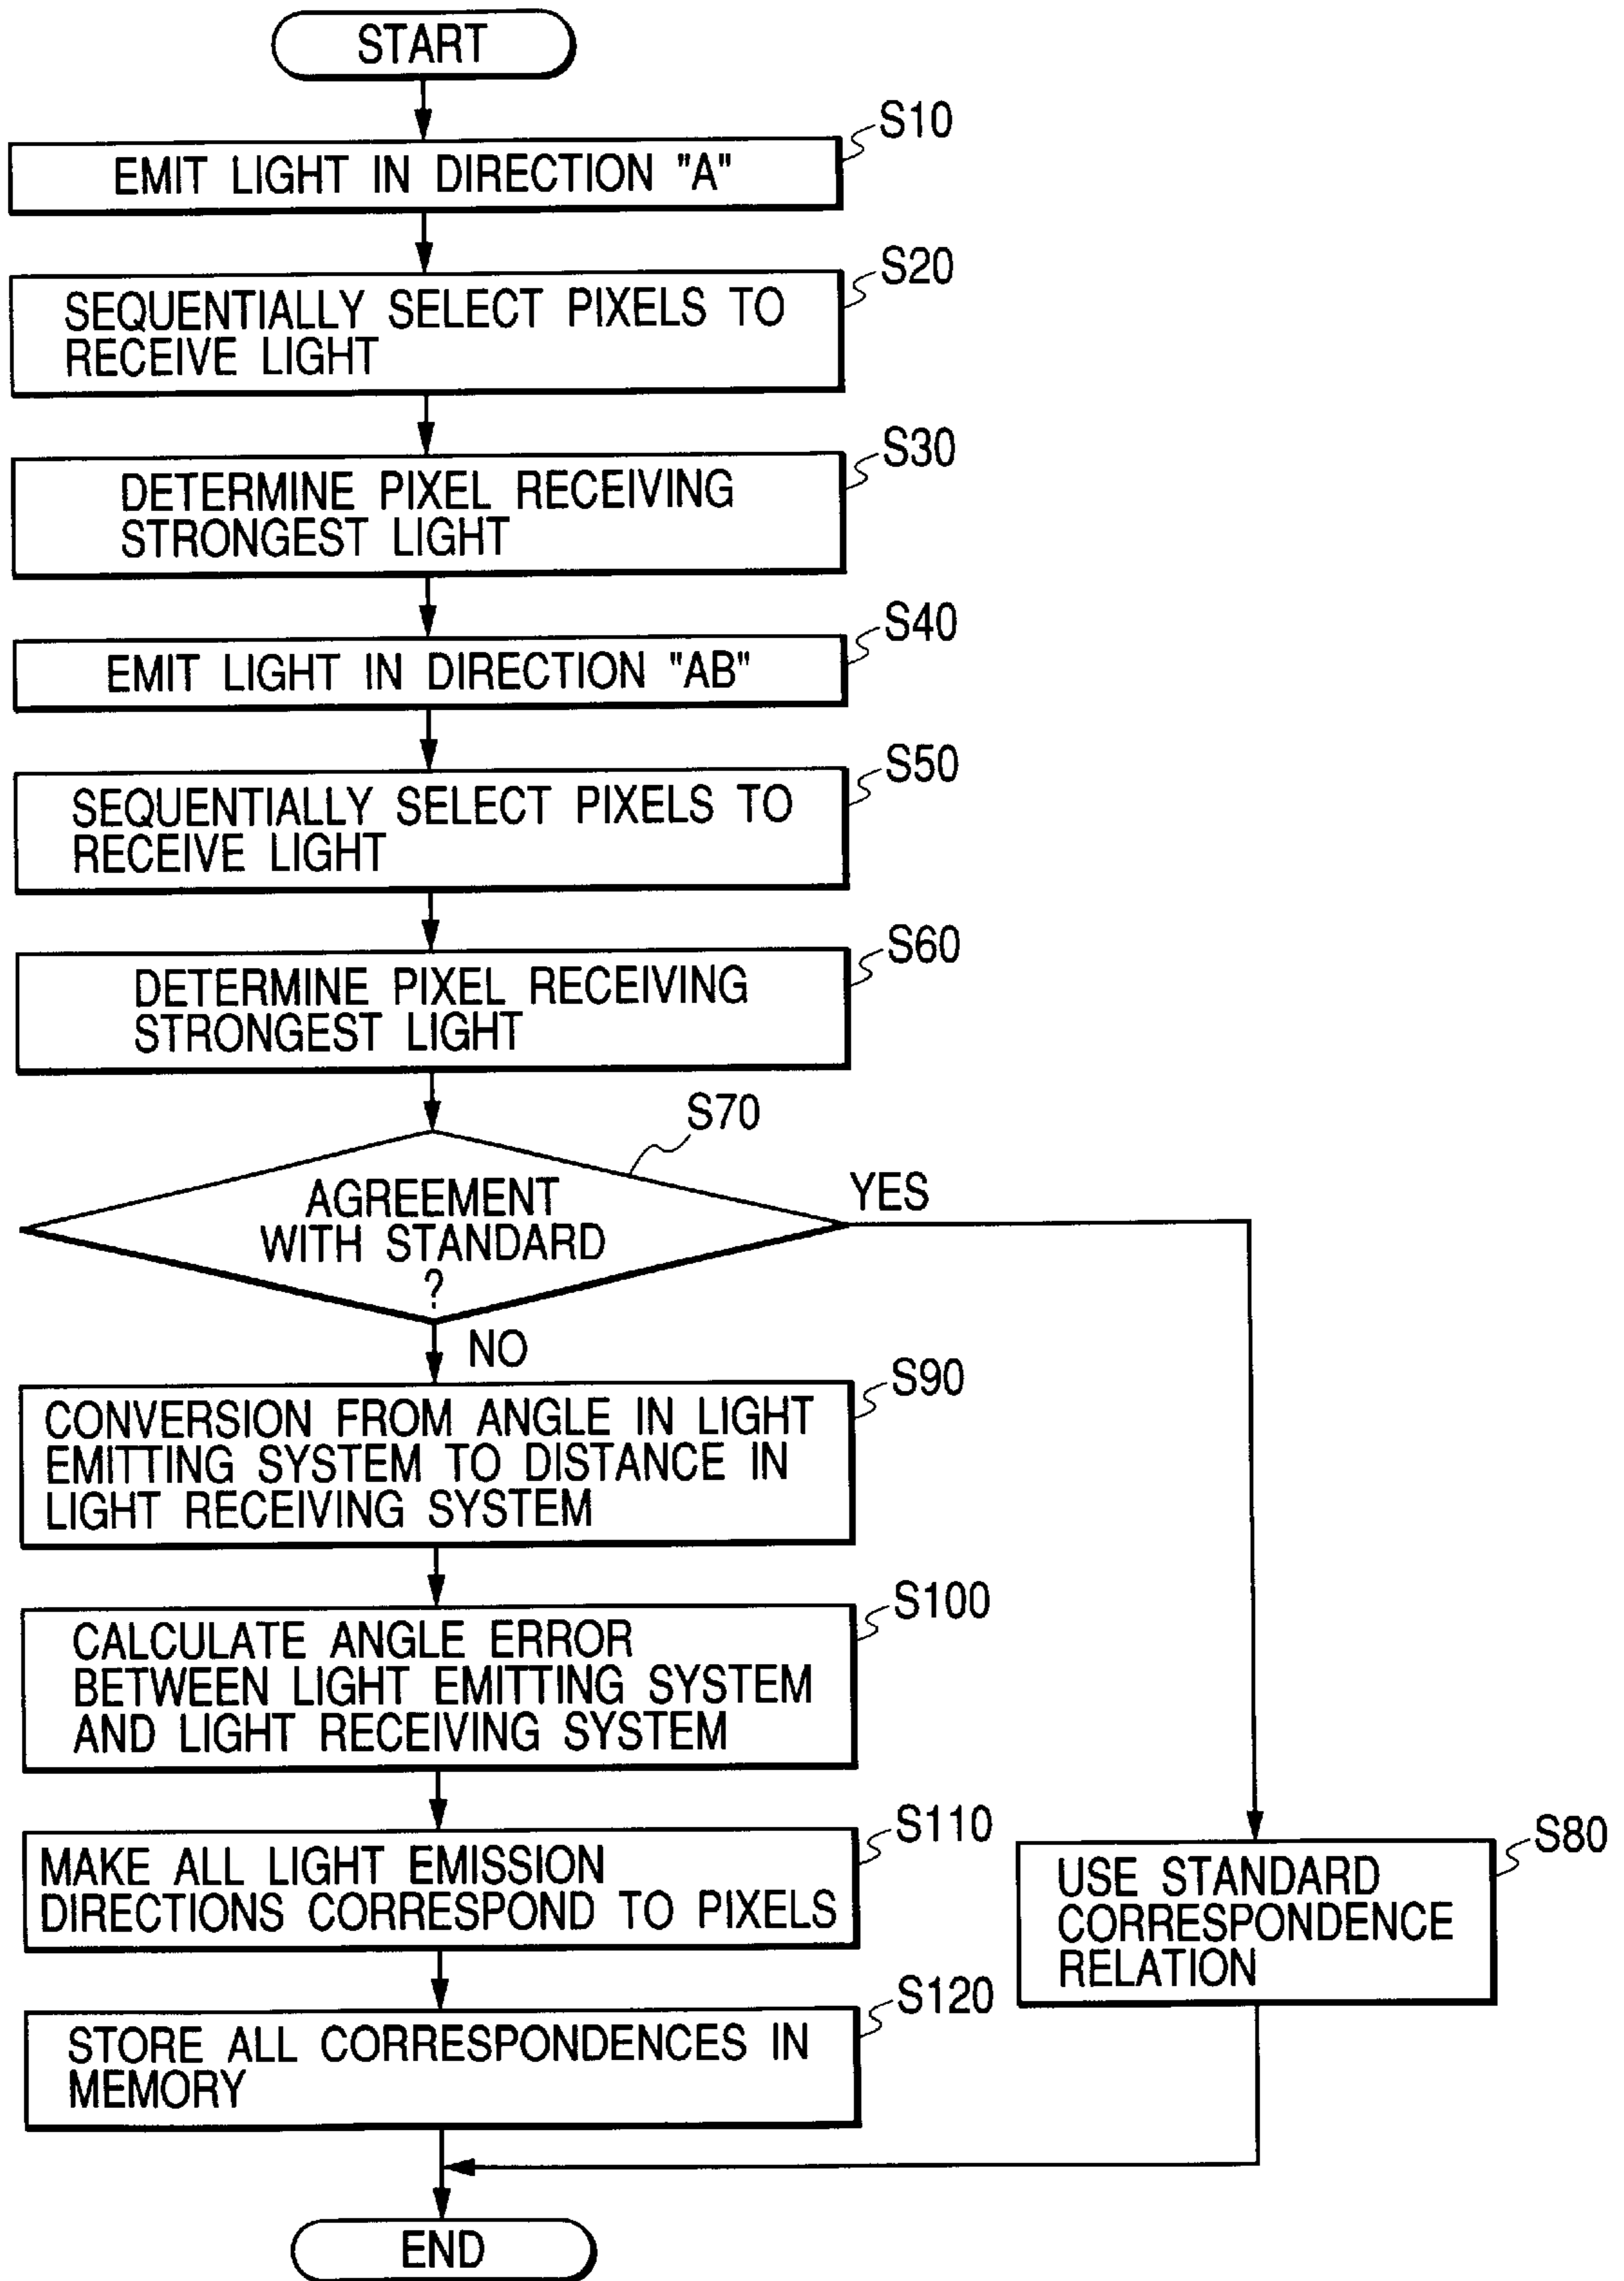 START
S10
EMIT LIGHT IN DIRECTION "A"
S20
SEQUENTIALLY SELECT PIXELS TO
RECEIVE LIGHT
S30
DETERMINE PIXEL RECEIVING
STRONGEST LIGHT
S40
EMIT LIGHT IN DIRECTION "AB"
S50
SEQUENTIALLY SELECT PIXELS TO
RECEIVE LIGHT
S60
DETERMINE PIXEL RECEIVING
STRONGEST LIGHT
S70
AGREEMENT
WITH STANDARD
?
YES
NO
S90
CONVERSION FROM ANGLE IN LIGHT
EMITTING SYSTEM TO DISTANCE IN
LIGHT RECEIVING SYSTEM
S100
CALCULATE ANGLE ERROR
BETWEEN LIGHT EMITTING SYSTEM
AND LIGHT RECEIVING SYSTEM
S110
MAKE ALL LIGHT EMISSION
DIRECTIONS CORRESPOND TO PIXELS
S80
USE STANDARD
CORRESPONDENCE
RELATION
S120
STORE ALL CORRESPONDENCES IN
MEMORY
END